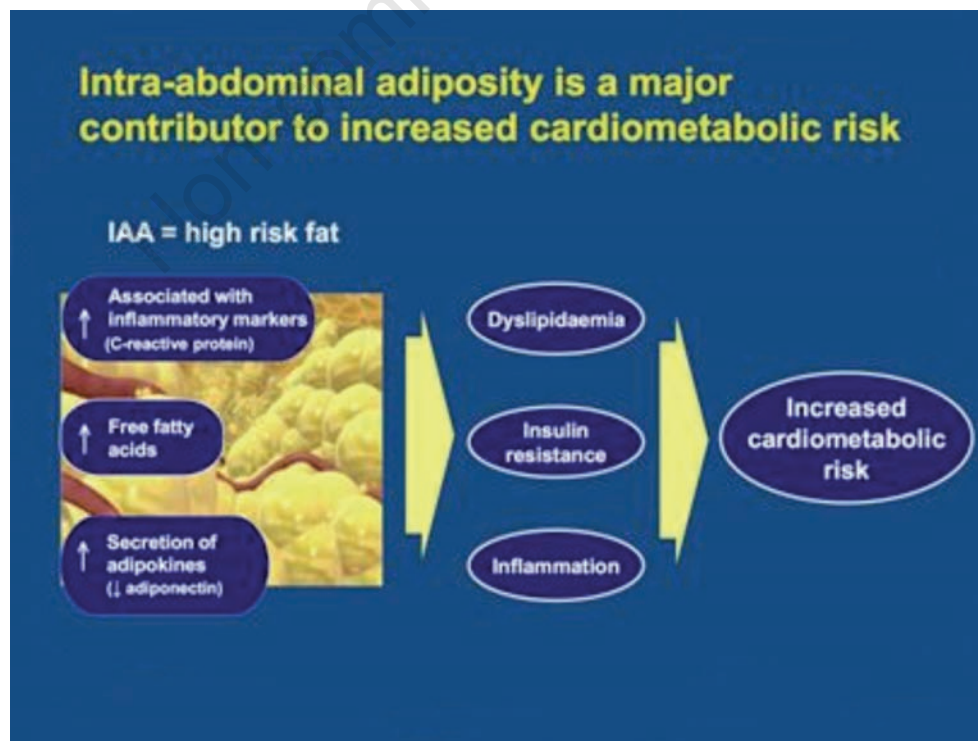 Intra-abdominal adiposity is a major
contributor to increased cardiometabolic risk
IAA = high risk fat
↑ Associated with
inflammatory markers
(C-reactive protein)
↑ Free fatty
acids
↑ Secretion of
adipokines
(↓ adiponectin)
Dyslipidaemia
Insulin
resistance
Inflammation
Increased
cardiometabolic
risk